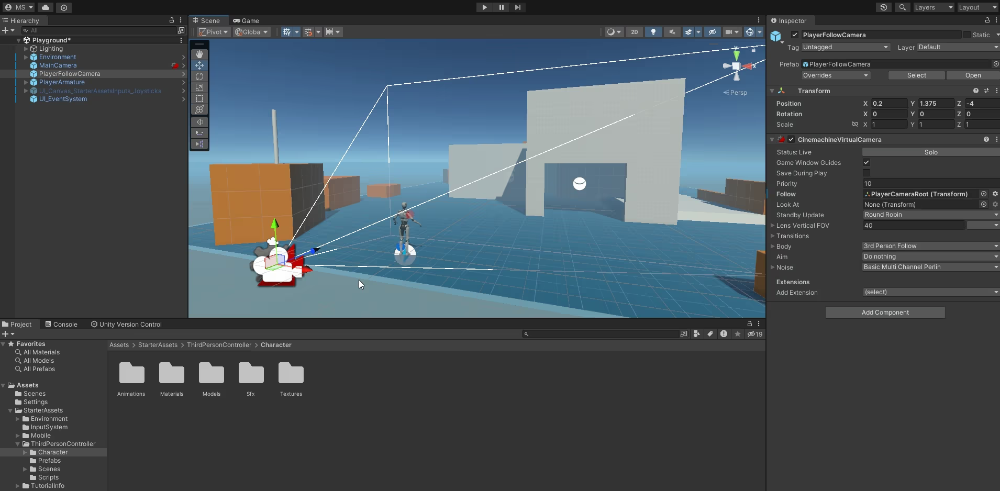 MS
Layers
Layout
Hierarchy
All
Playground*
Lighting
Environment
MainCamera
PlayerFollowCamera
PlayerArmature
UI_Canvas_StarterAssetsInputs_Joysticks
UI_EventSystem
Scene
Game
Pivot
Global
2D
y
x
Persp
Inspector
PlayerFollowCamera
Static
Tag Untagged
Layer Default
Prefab PlayerFollowCamera
Overrides
Select
Open
Transform
Position X 0.2 Y 1.375 Z -4
Rotation X 0 Y 0 Z 0
Scale X 1 Y 1 Z 1
CinemachineVirtualCamera
Status: Live
Solo
Game Window Guides
Save During Play
Priority 10
Follow PlayerCameraRoot (Transform)
Look At None (Transform)
Standby Update Round Robin
Lens Vertical FOV 40
Transitions
Body 3rd Person Follow
Aim Do nothing
Noise Basic Multi Channel Perlin
Extensions
Add Extension (select)
Add Component
Project
Console
Unity Version Control
19
Favorites
All Materials
All Models
All Prefabs
Assets
Scenes
Settings
StarterAssets
Environment
InputSystem
Mobile
ThirdPersonController
Character
Prefabs
Scenes
Scripts
TutorialInfo
Assets > StarterAssets > ThirdPersonController > Character
Animations
Materials
Models
Sfx
Textures